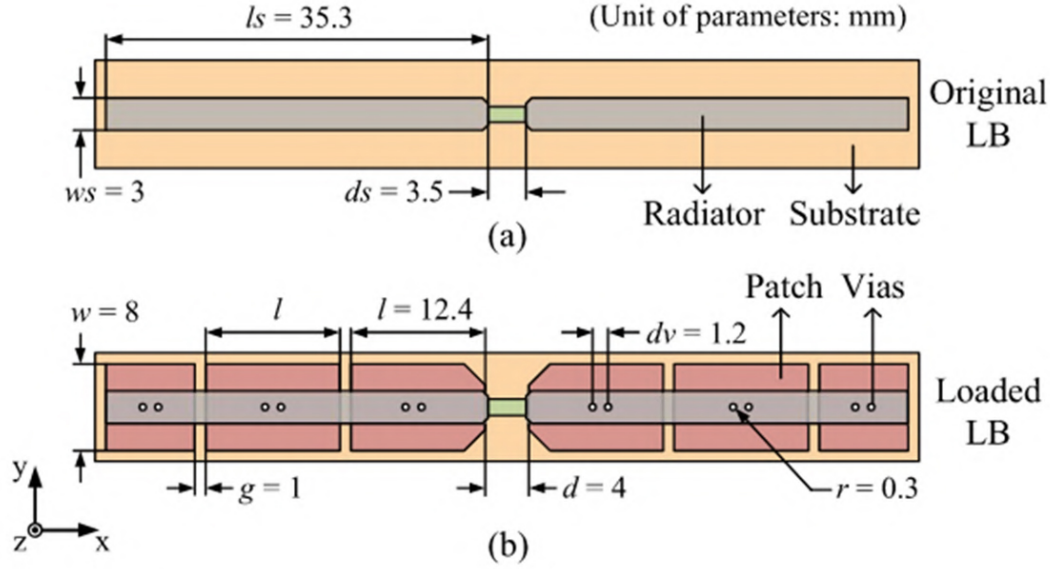 ls = 35.3
(Unit of parameters: mm)
Original
LB
ws = 3
ds = 3.5
Radiator
Substrate
(a)
w = 8
l
l = 12.4
Patch
Vias
dv = 1.2
Loaded
LB
g = 1
d = 4
r = 0.3
y
z
x
(b)